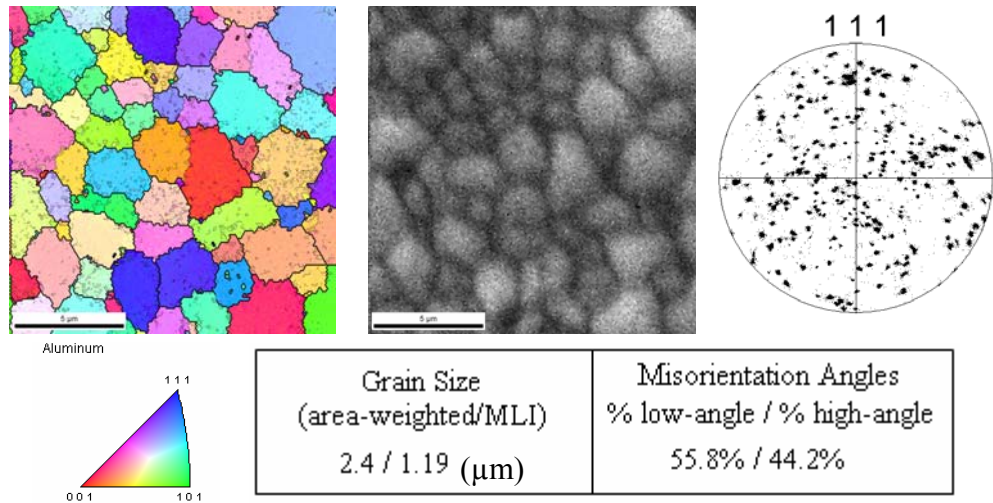 1 1 1
5 µm
5 µm
Aluminum
1 1 1
0 0 1
1 0 1
Grain Size
(area-weighted/MLI)
2.4 / 1.19 (µm)
Misorientation Angles
% low-angle / % high-angle
55.8% / 44.2%